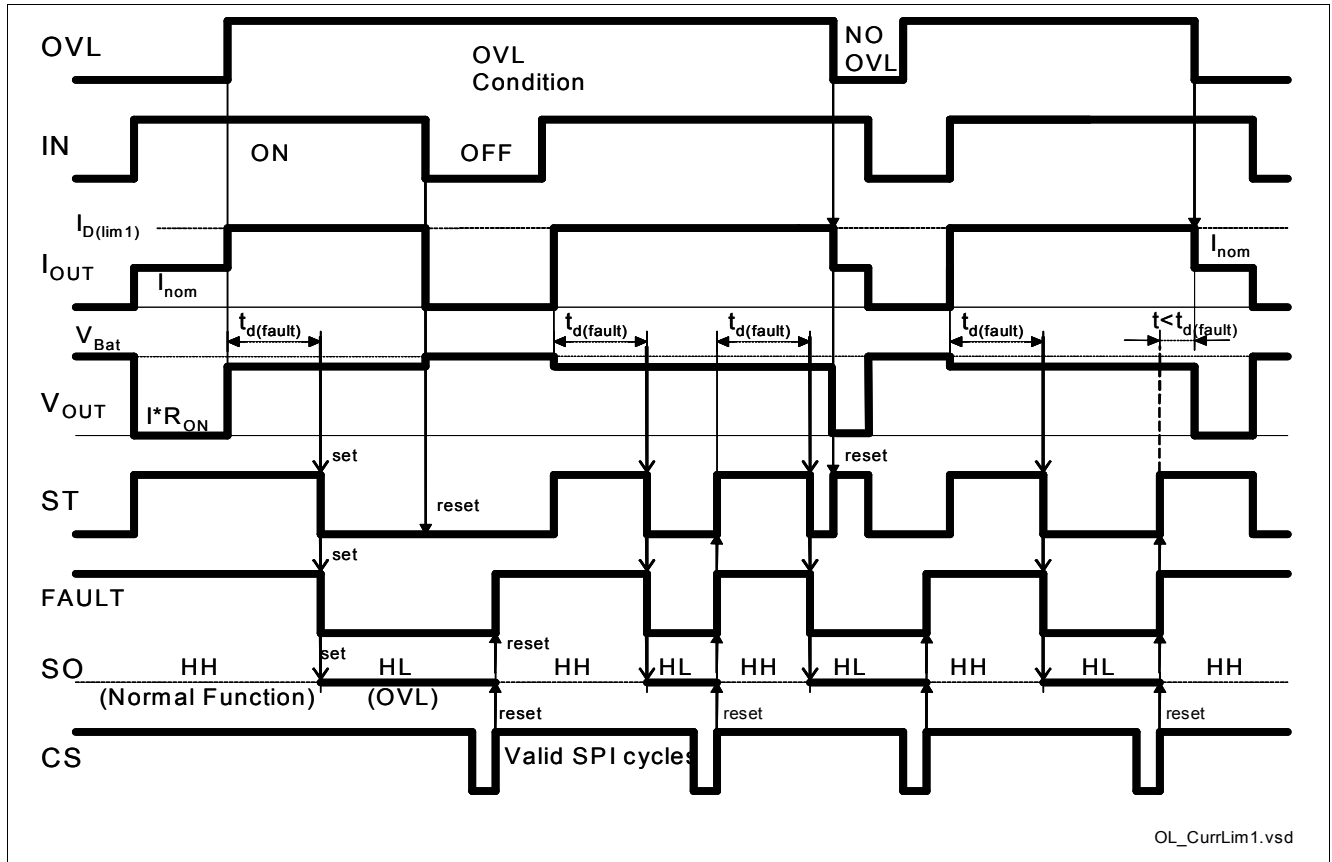 OVL
OVL
Condition
NO
OVL
IN
ON
OFF
I_D(lim1)
I_OUT
I_nom
I_nom
V_Bat
t_d(fault)
t_d(fault)
t_d(fault)
t_d(fault)
t<t_d(fault)
V_OUT
I*R_ON
set
reset
ST
reset
set
FAULT
reset
set
SO
HH
HL
HH
HL
HH
HL
HH
HL
HH
(Normal Function)
(OVL)
reset
reset
reset
CS
Valid SPI cycles
OL_CurrLim1.vsd